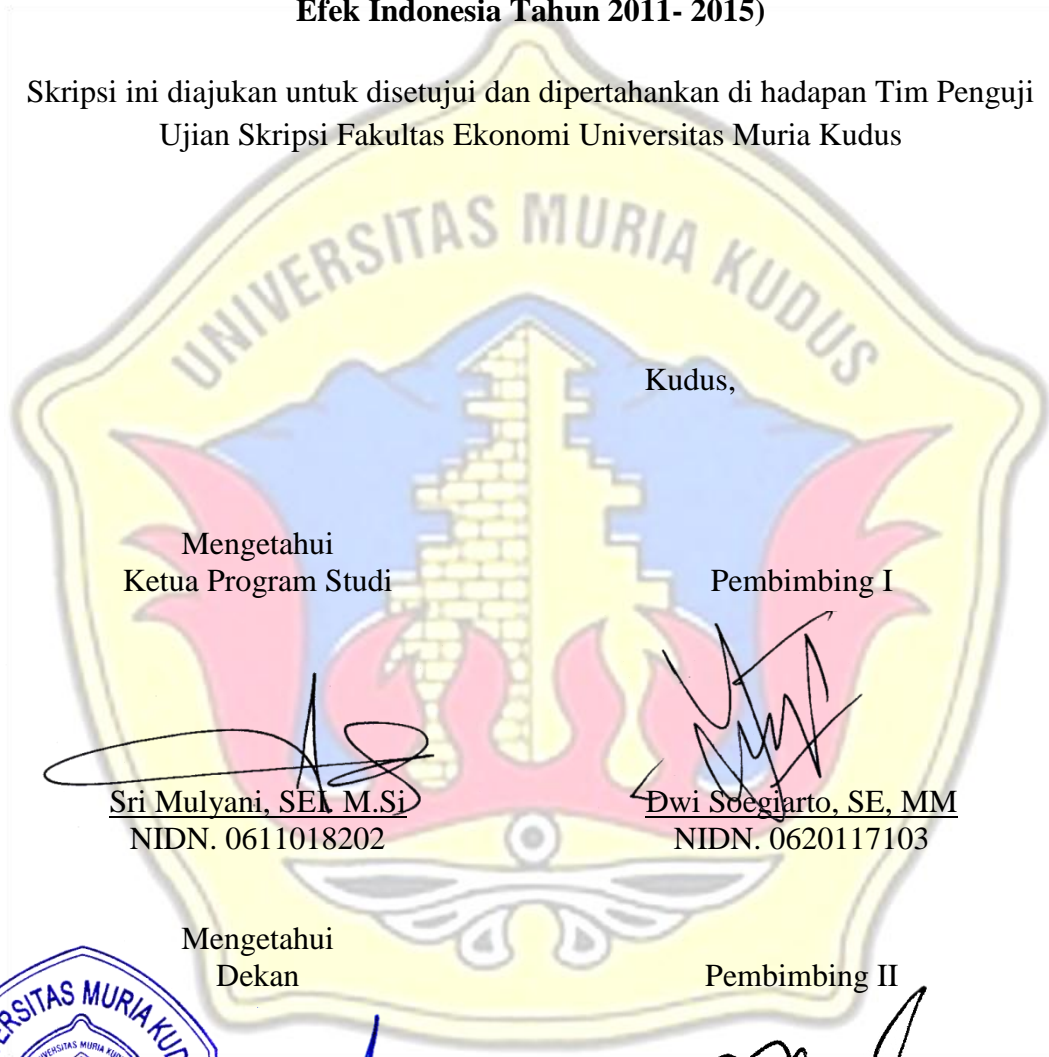 Efek Indonesia Tahun 2011- 2015)
Skripsi ini diajukan untuk disetujui dan dipertahankan di hadapan Tim Penguji
Ujian Skripsi Fakultas Ekonomi Universitas Muria Kudus
UNIVERSITAS MURIA KUDUS
Kudus,
Mengetahui
Ketua Program Studi
Pembimbing I
Sri Mulyani, SEI. M.Si
NIDN. 0611018202
Dwi Soegiarto, SE, MM
NIDN. 0620117103
Mengetahui
Dekan
Pembimbing II
ERSITAS MURIA KUD